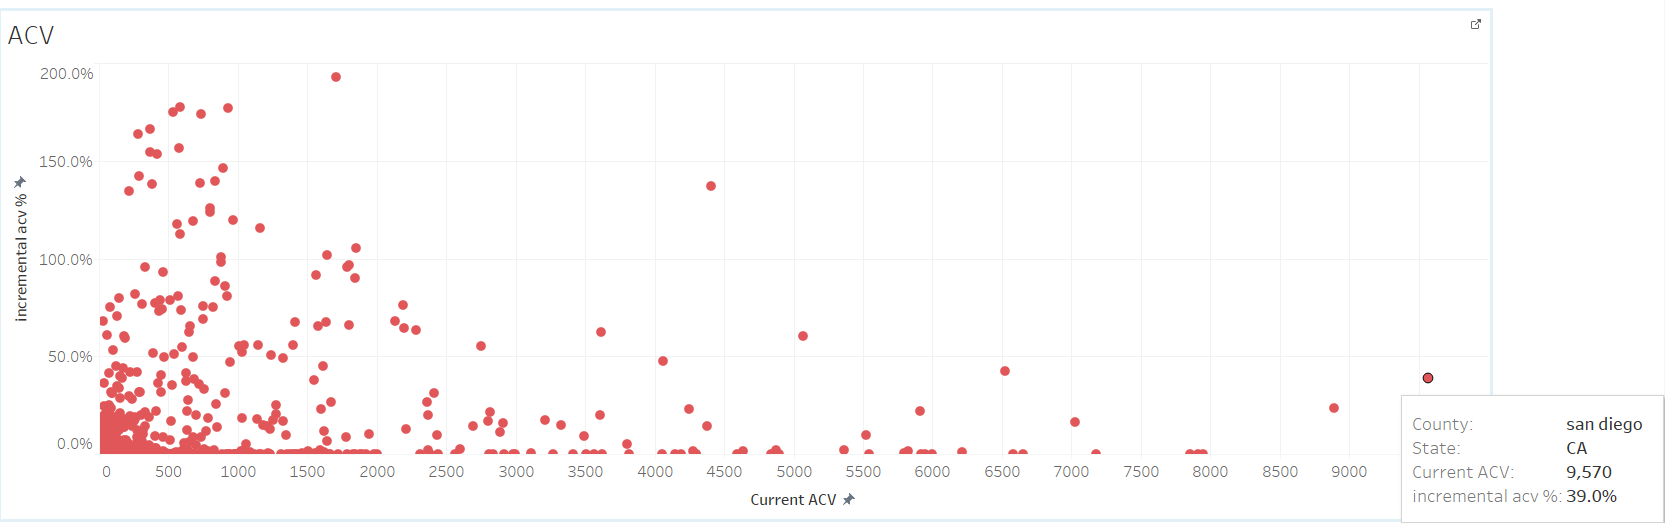 ACV
200.0%
150.0%
100.0%
50.0%
0.0%
incremental acv %
0 500 1000 1500 2000 2500 3000 3500 4000 4500 5000 5500 6000 6500 7000 7500 8000 8500 9000
Current ACV
County: san diego
State: CA
Current ACV: 9,570
incremental acv %: 39.0%